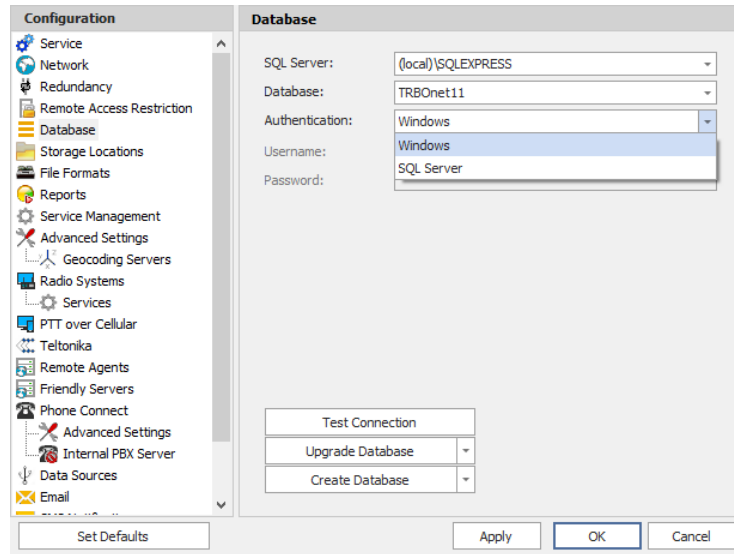 Configuration
Service
Network
Redundancy
Remote Access Restriction
Database
Storage Locations
File Formats
Reports
Service Management
Advanced Settings
Geocoding Servers
Radio Systems
Services
PTT over Cellular
Teltonika
Remote Agents
Friendly Servers
Phone Connect
Advanced Settings
Internal PBX Server
Data Sources
Email
Set Defaults
Database
SQL Server: (local)\SQLEXPRESS
Database: TRBOnet11
Authentication: Windows
Windows
SQL Server
Username:
Password:
Test Connection
Upgrade Database
Create Database
Apply OK Cancel